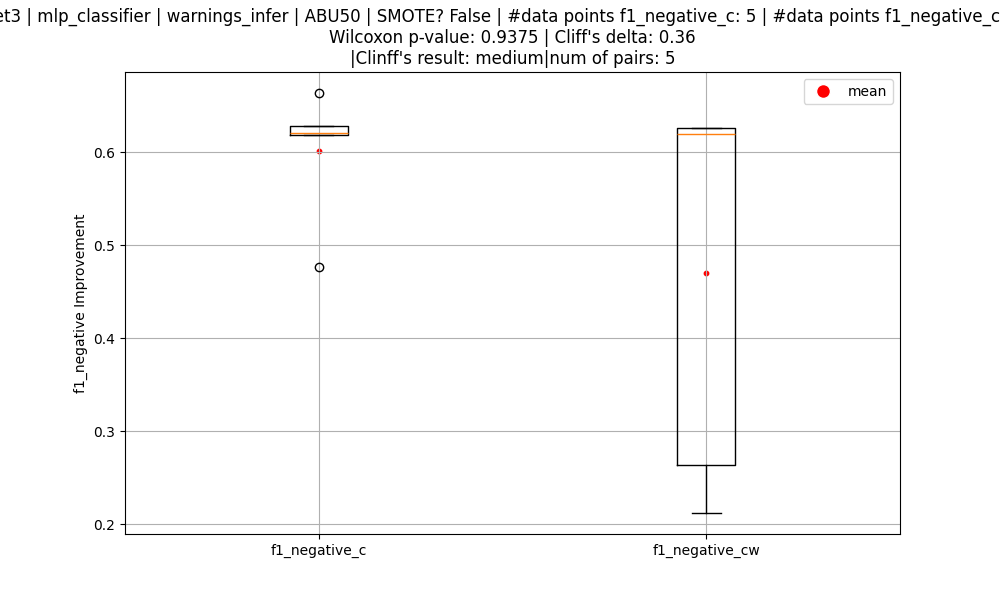 | mlp_classifier | warnings_infer | ABU50 | SMOTE? False | #data points f1_negative_c: 5 | #data points
Wilcoxon p-value: 0.9375 | Cliff's delta: 0.36
|Clinff's result: medium|num of pairs: 5
mean
0.6
0.5
0.4
0.3
0.2
f1_negative Improvement
f1_negative_c
f1_negative_cw